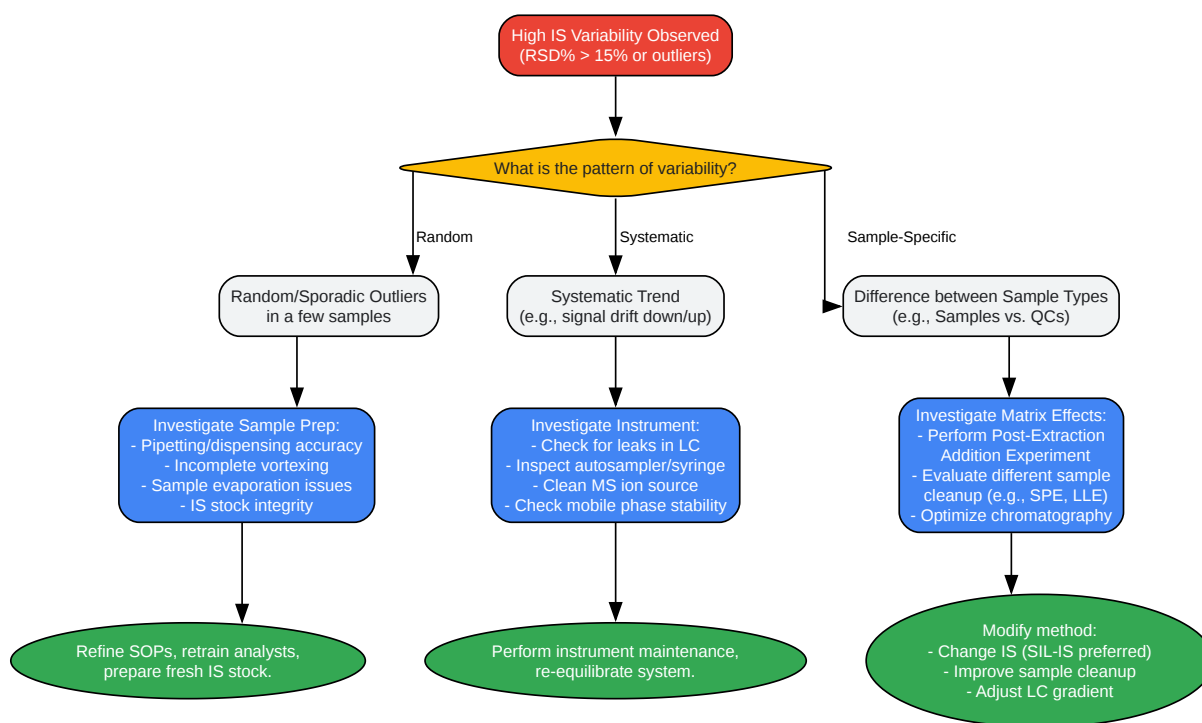 High IS Variability Observed
(RSD% > 15% or outliers)
What is the pattern of variability?
Random
Systematic
Sample-Specific
Random/Sporadic Outliers
in a few samples
Systematic Trend
(e.g., signal drift down/up)
Difference between Sample Types
(e.g., Samples vs. QCs)
Investigate Sample Prep:
- Pipetting/dispensing accuracy
- Incomplete vortexing
- Sample evaporation issues
- IS stock integrity
Investigate Instrument:
- Check for leaks in LC
- Inspect autosampler/syringe
- Clean MS ion source
- Check mobile phase stability
Investigate Matrix Effects:
- Perform Post-Extraction
Addition Experiment
- Evaluate different sample
cleanup (e.g., SPE, LLE)
- Optimize chromatography
Refine SOPs, retrain analysts,
prepare fresh IS stock.
Perform instrument maintenance,
re-equilibrate system.
Modify method:
- Change IS (SIL-IS preferred)
- Improve sample cleanup
- Adjust LC gradient